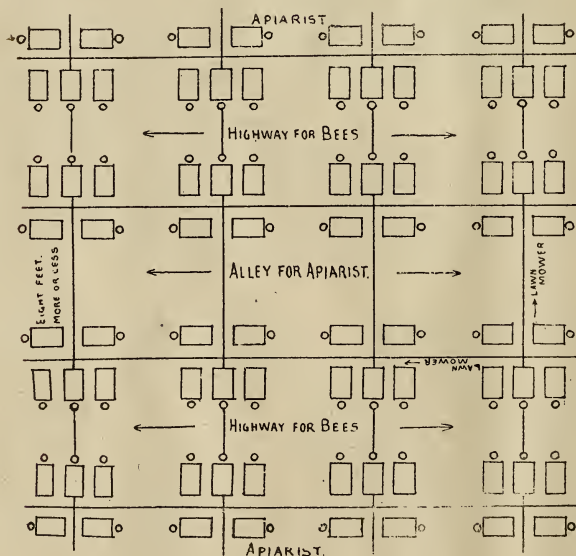 APIARIST
HIGHWAY FOR BEES
ALLEY FOR APIARIST.
EIGHT FEET.
MORE OR LESS
LAWN
MOWER
LAWN
MOWER
HIGHWAY FOR BEES
APIARIST.